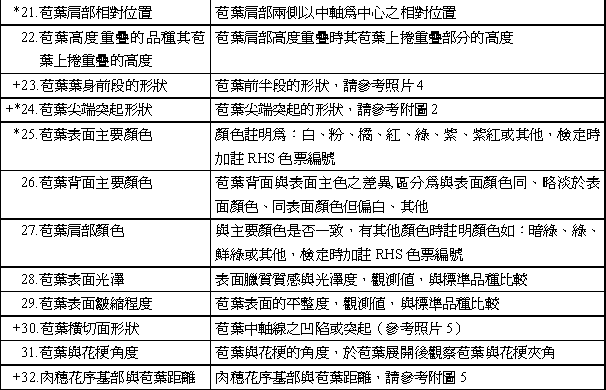 *21.苞葉肩部相對位置 苞葉肩部兩側以中軸為中心之相對位置
22.苞葉高度重疊的品種其苞 苞葉肩部高度重疊時其苞葉上捲重疊部分的高度
葉上捲重疊的高度
+23.苞葉葉身前段的形狀 苞葉前半段的形狀，請參考照片4
+*24.苞葉尖端突起形狀 苞葉尖端突起的形狀，請參考附圖2
*25.苞葉表面主要顏色 顏色註明為：白、粉、橘、紅、綠、紫、紫紅或其他，檢定時
加註RHS色票編號
26.苞葉背面主要顏色 苞葉背面與表面主色之差異，區分為與表面顏色同、略淡於表
面顏色、同表面顏色但偏白、其他
27.苞葉肩部顏色 與主要顏色是否一致，有其他顏色時註明顏色如：暗綠、綠、
鮮綠或其他，檢定時加註RHS色票編號
28.苞葉表面光澤 表面臘質質感與光澤度，觀測值，與標準品種比較
29.苞葉表面皺縮程度 苞葉表面的平整度，觀測值，與標準品種比較
+30.苞葉橫切面形狀 苞葉中軸線之凹陷或突起（參考照片5）
31.苞葉與花梗角度 苞葉與花梗的角度，於苞葉展開後觀察苞葉與花梗夾角
+32.肉穗花序基部與苞葉距離 肉穗花序基部與苞葉距離，請參考附圖5